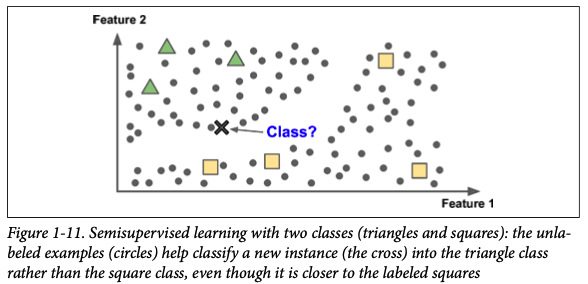 Feature 2
Class?
Feature 1
Figure 1-11. Semisupervised learning with two classes (triangles and squares): the unla-
beled examples (circles) help classify a new instance (the cross) into the triangle class
rather than the square class, even though it is closer to the labeled squares